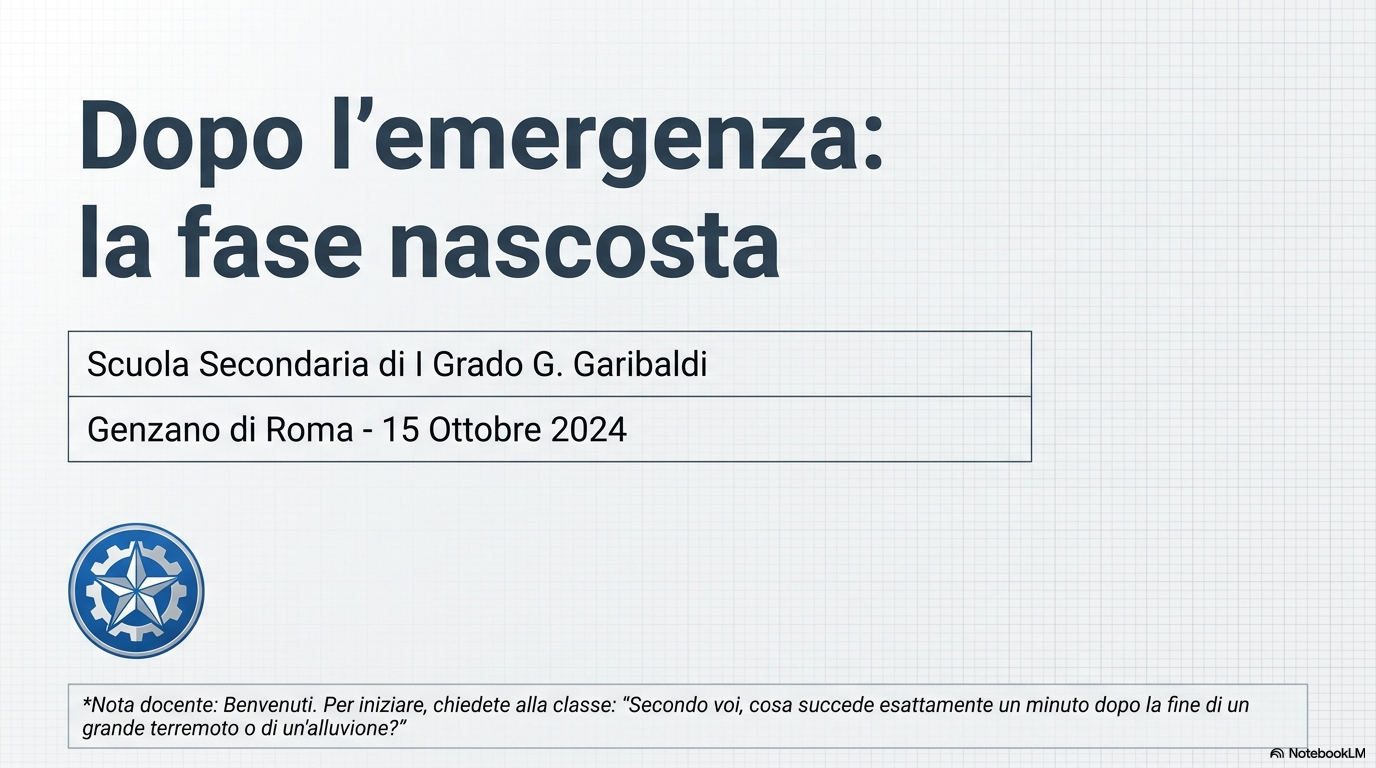 Dopo l’emergenza:
la fase nascosta
Scuola Secondaria di I Grado G. Garibaldi
Genzano di Roma - 15 Ottobre 2024
*Nota docente: Benvenuti. Per iniziare, chiedete alla classe: “Secondo voi, cosa succede esattamente un minuto dopo la fine di un
grande terremoto o di un'alluvione?”
NotebookLM